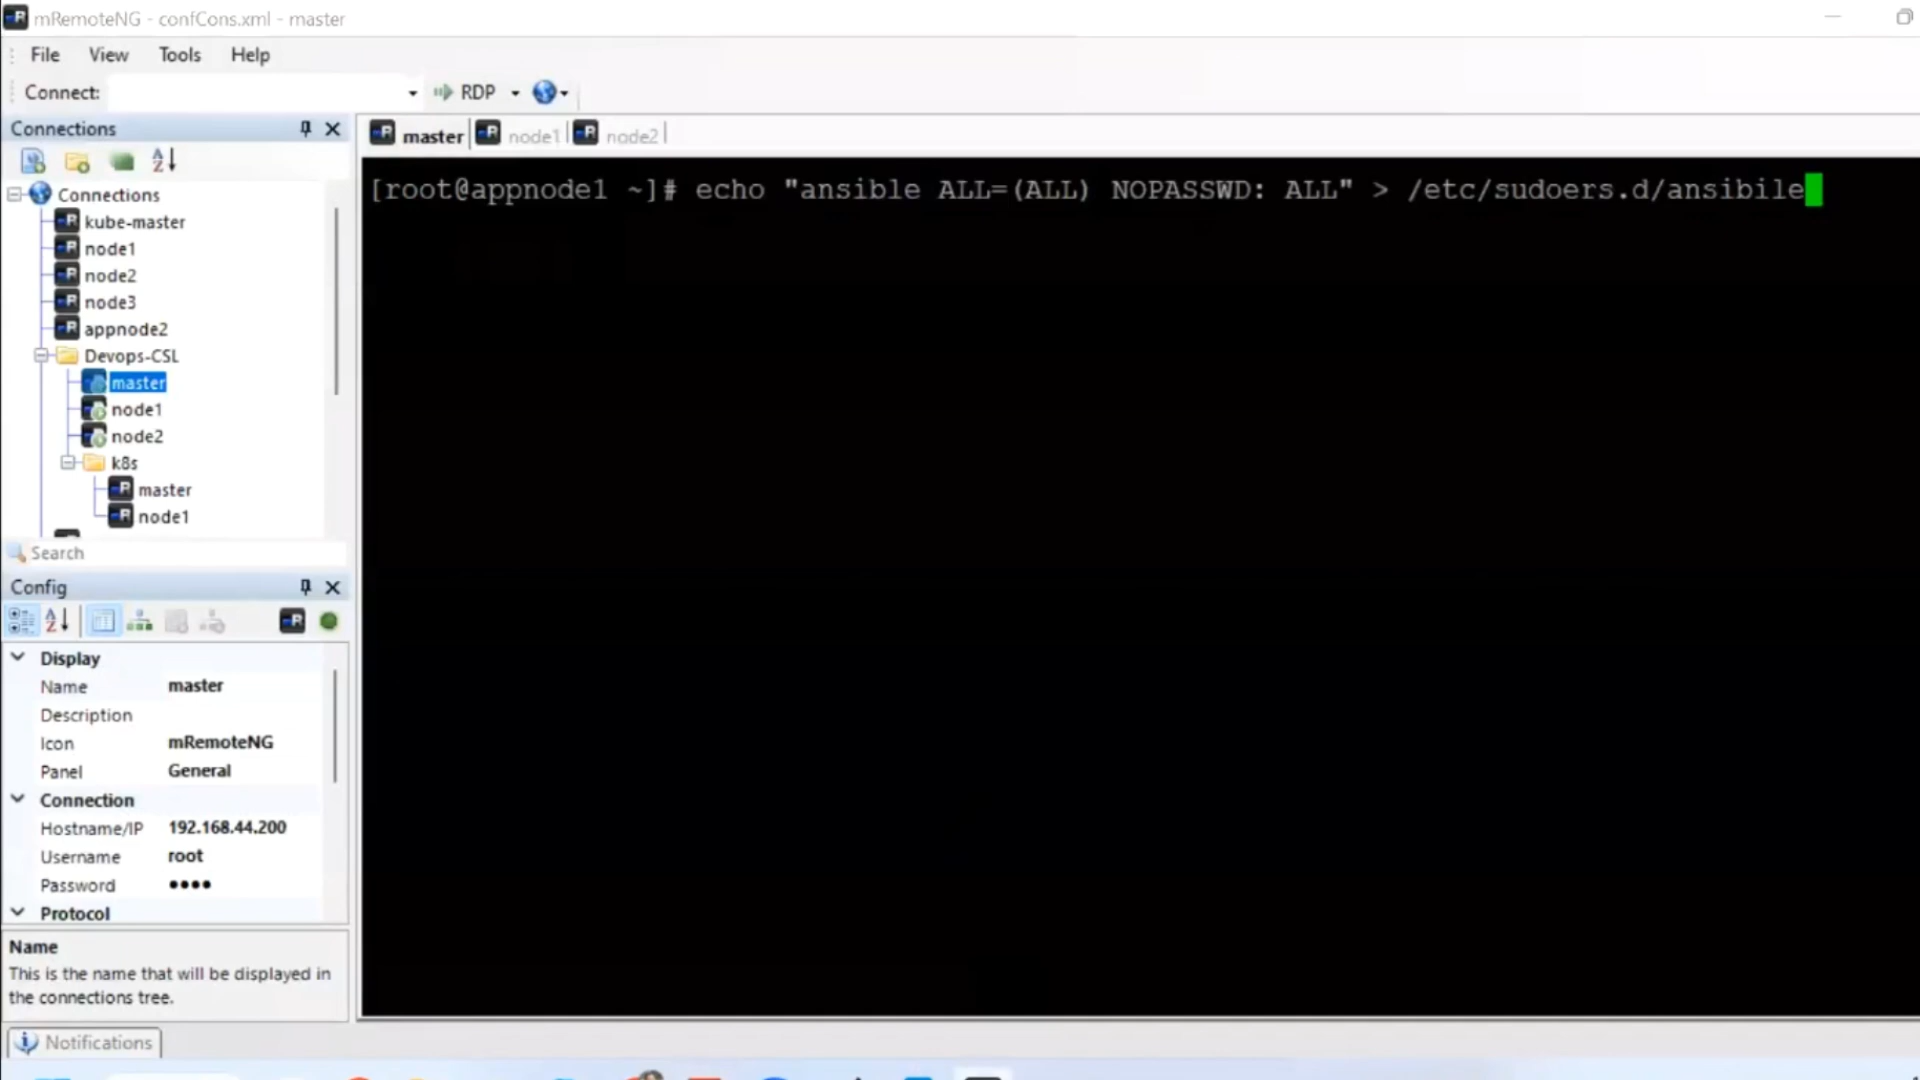 mRemoteNG - confCons.xml - master
File View Tools Help
Connect: RDP
Connections
master node1 node2
[root@appnode1 ~]# echo "ansible ALL=(ALL) NOPASSWD: ALL" > /etc/sudoers.d/ansibile
Connections
kube-master
node1
node2
node3
appnode2
Devops-CSL
master
node1
node2
k8s
master
node1
Search
Config
Display
Name master
Description
Icon mRemoteNG
Panel General
Connection
Hostname/IP 192.168.44.200
Username root
Password ••••
Protocol
Name
This is the name that will be displayed in
the connections tree.
Notifications